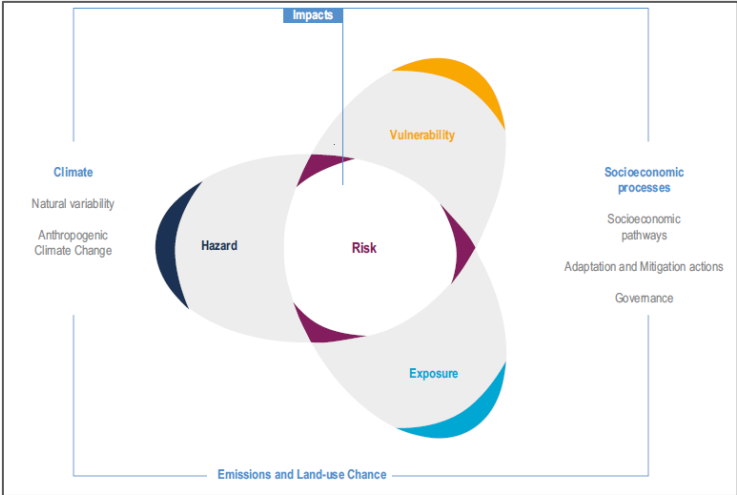 Impacts
Vulnerability
Climate
Natural variability
Anthropogenic
Climate Change
Hazard
Risk
Socioeconomic
processes
Socioeconomic
pathways
Adaptation and Mitigation actions
Governance
Exposure
Emissions and Land-use Chance